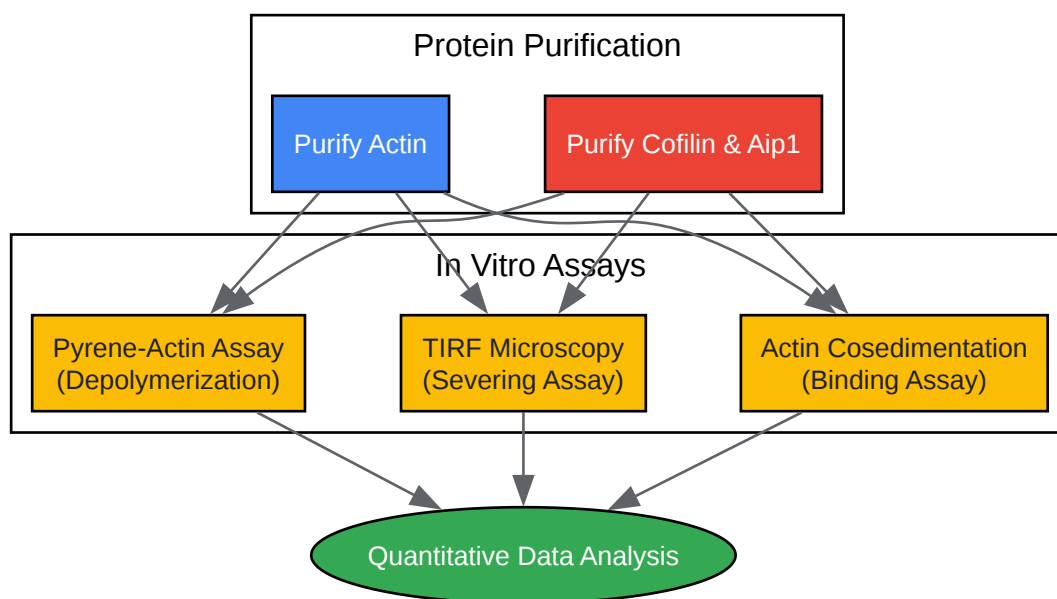 Protein Purification
Purify Actin
Purify Cofilin & Aip1
In Vitro Assays
Pyrene-Actin Assay
(Depolymerization)
TIRF Microscopy
(Severing Assay)
Actin Cosedimentation
(Binding Assay)
Quantitative Data Analysis